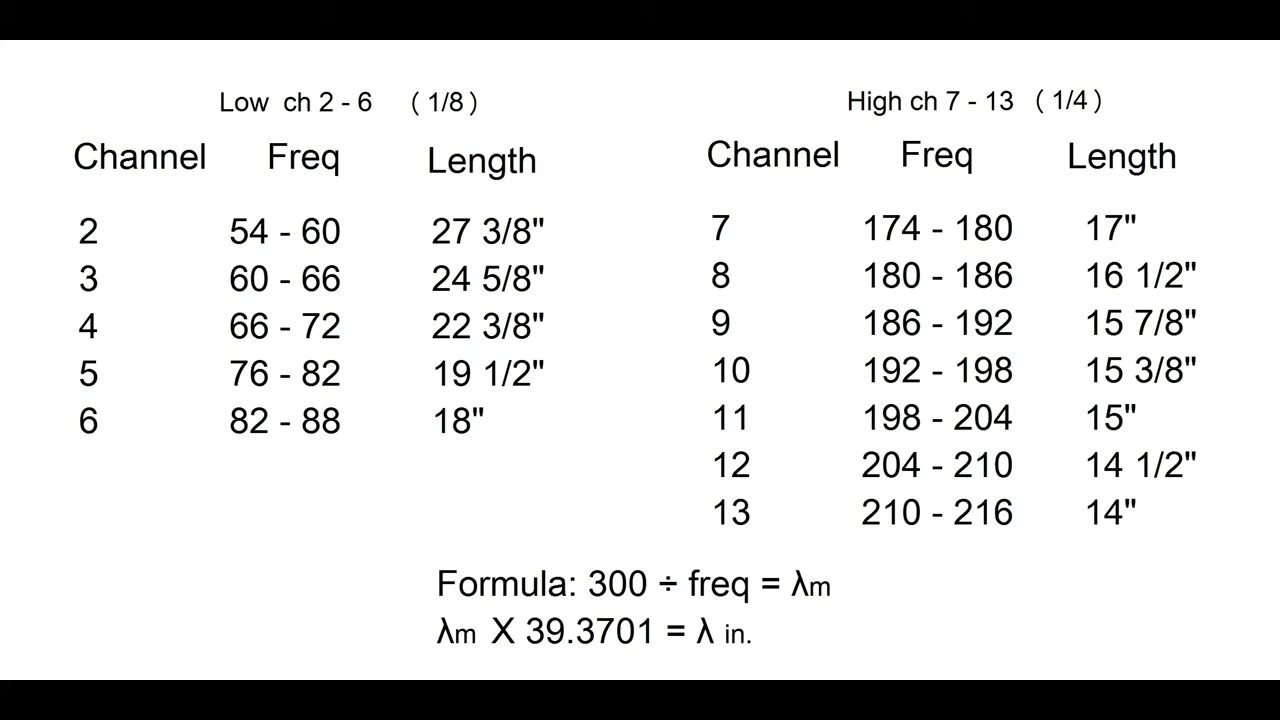 Low ch 2 - 6 ( 1/8 )
Channel Freq Length
2 54 - 60 27 3/8"
3 60 - 66 24 5/8"
4 66 - 72 22 3/8"
5 76 - 82 19 1/2"
6 82 - 88 18"
High ch 7 - 13 ( 1/4 )
Channel Freq Length
7 174 - 180 17"
8 180 - 186 16 1/2"
9 186 - 192 15 7/8"
10 192 - 198 15 3/8"
11 198 - 204 15"
12 204 - 210 14 1/2"
13 210 - 216 14"
Formula: 300 ÷ freq = λm
λm X 39.3701 = λ in.